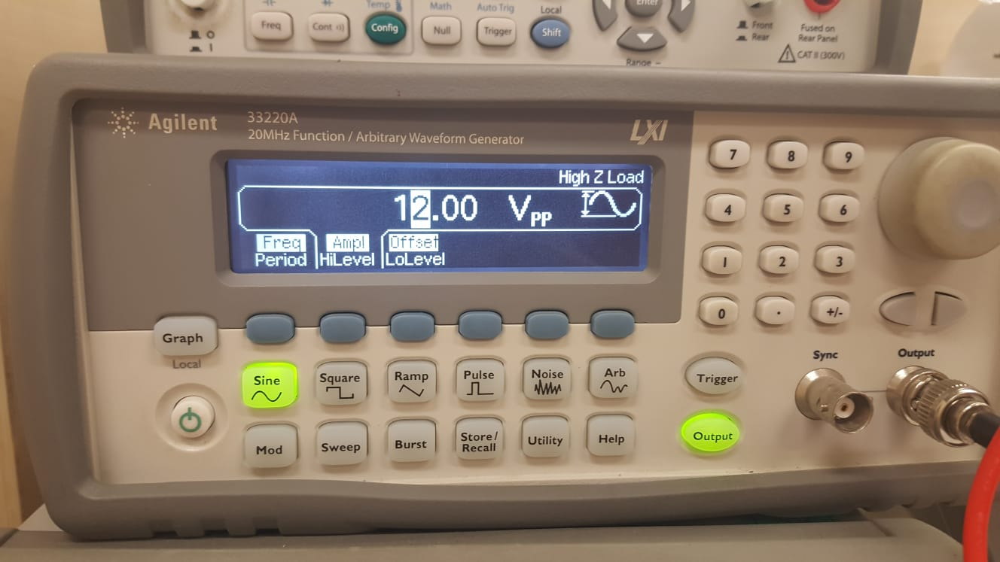 Temp
Math
Auto Trig
Local
Enter
Freq
Cont
Config
Null
Trigger
Shift
Front
Rear
Fused on
Rear Panel
CAT II (300V)
O
I
Range –
Agilent
33220A
20MHz Function / Arbitrary Waveform Generator
LXI
High Z Load
12.00 VPP
Freq Ampl Offset
Period HiLevel LoLevel
7 8 9
4 5 6
1 2 3
0 . +/-
Graph
Local
Sine
Square
Ramp
Pulse
Noise
Arb
Mod
Sweep
Burst
Store/
Recall
Utility
Help
Trigger
Output
Sync
Output